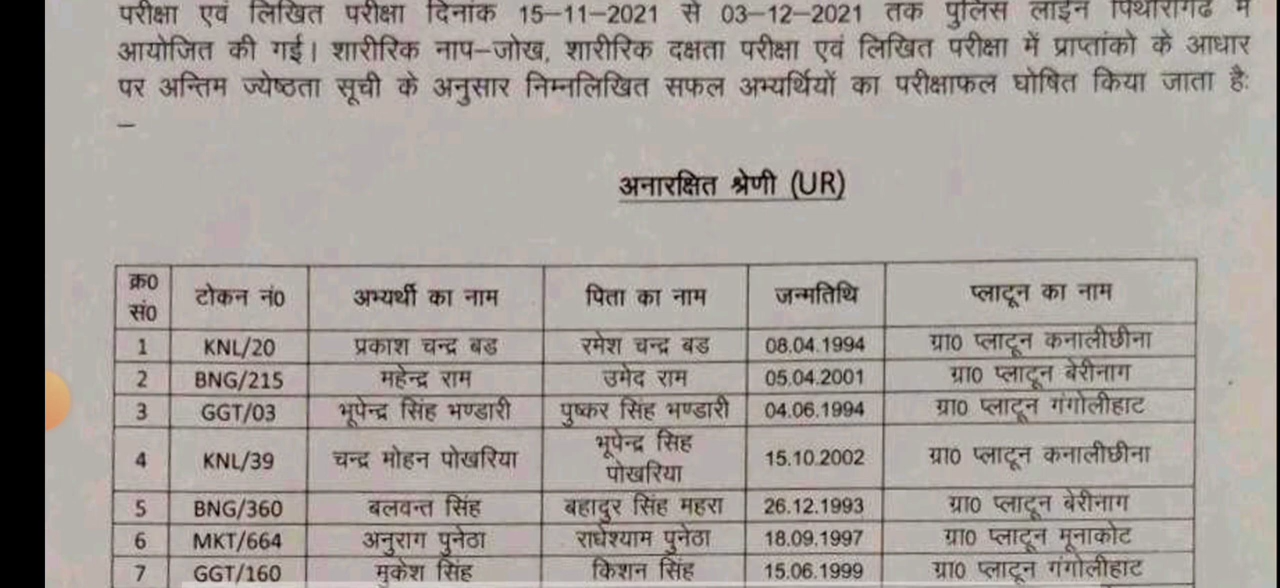 परीक्षा एवं लिखित परीक्षा दिनांक 15-11-2021 से 03-12-2021 तक पुलिस लाईन पिथौरागढ में
आयोजित की गई। शारीरिक नाप-जोख, शारीरिक दक्षता परीक्षा एवं लिखित परीक्षा में प्राप्तांको के आधार
पर अन्तिम ज्येष्ठता सूची के अनुसार निम्नलिखित सफल अभ्यर्थियों का परीक्षाफल घोषित किया जाता है:
–
अनारक्षित श्रेणी (UR)
क्र0 सं0 टोकन नं0 अभ्यर्थी का नाम पिता का नाम जन्मतिथि प्लाटून का नाम
1 KNL/20 प्रकाश चन्द्र बड रमेश चन्द्र बड 08.04.1994 ग्रा0 प्लाटून कनालीछीना
2 BNG/215 महेन्द्र राम उमेद राम 05.04.2001 ग्रा0 प्लाटून बेरीनाग
3 GGT/03 भूपेन्द्र सिंह भण्डारी पुष्कर सिंह भण्डारी 04.06.1994 ग्रा0 प्लाटून गंगोलीहाट
4 KNL/39 चन्द्र मोहन पोखरिया भूपेन्द्र सिह पोखरिया 15.10.2002 ग्रा0 प्लाटून कनालीछीना
5 BNG/360 बलवन्त सिंह बहादुर सिंह महरा 26.12.1993 ग्रा0 प्लाटून बेरीनाग
6 MKT/664 अनुराग पुनेठा राधेश्याम पुनेठा 18.09.1997 ग्रा0 प्लाटून मूनाकोट
7 GGT/160 मुकेश सिंह किशन सिंह 15.06.1999 ग्रा0 प्लाटून गंगोलीहाट